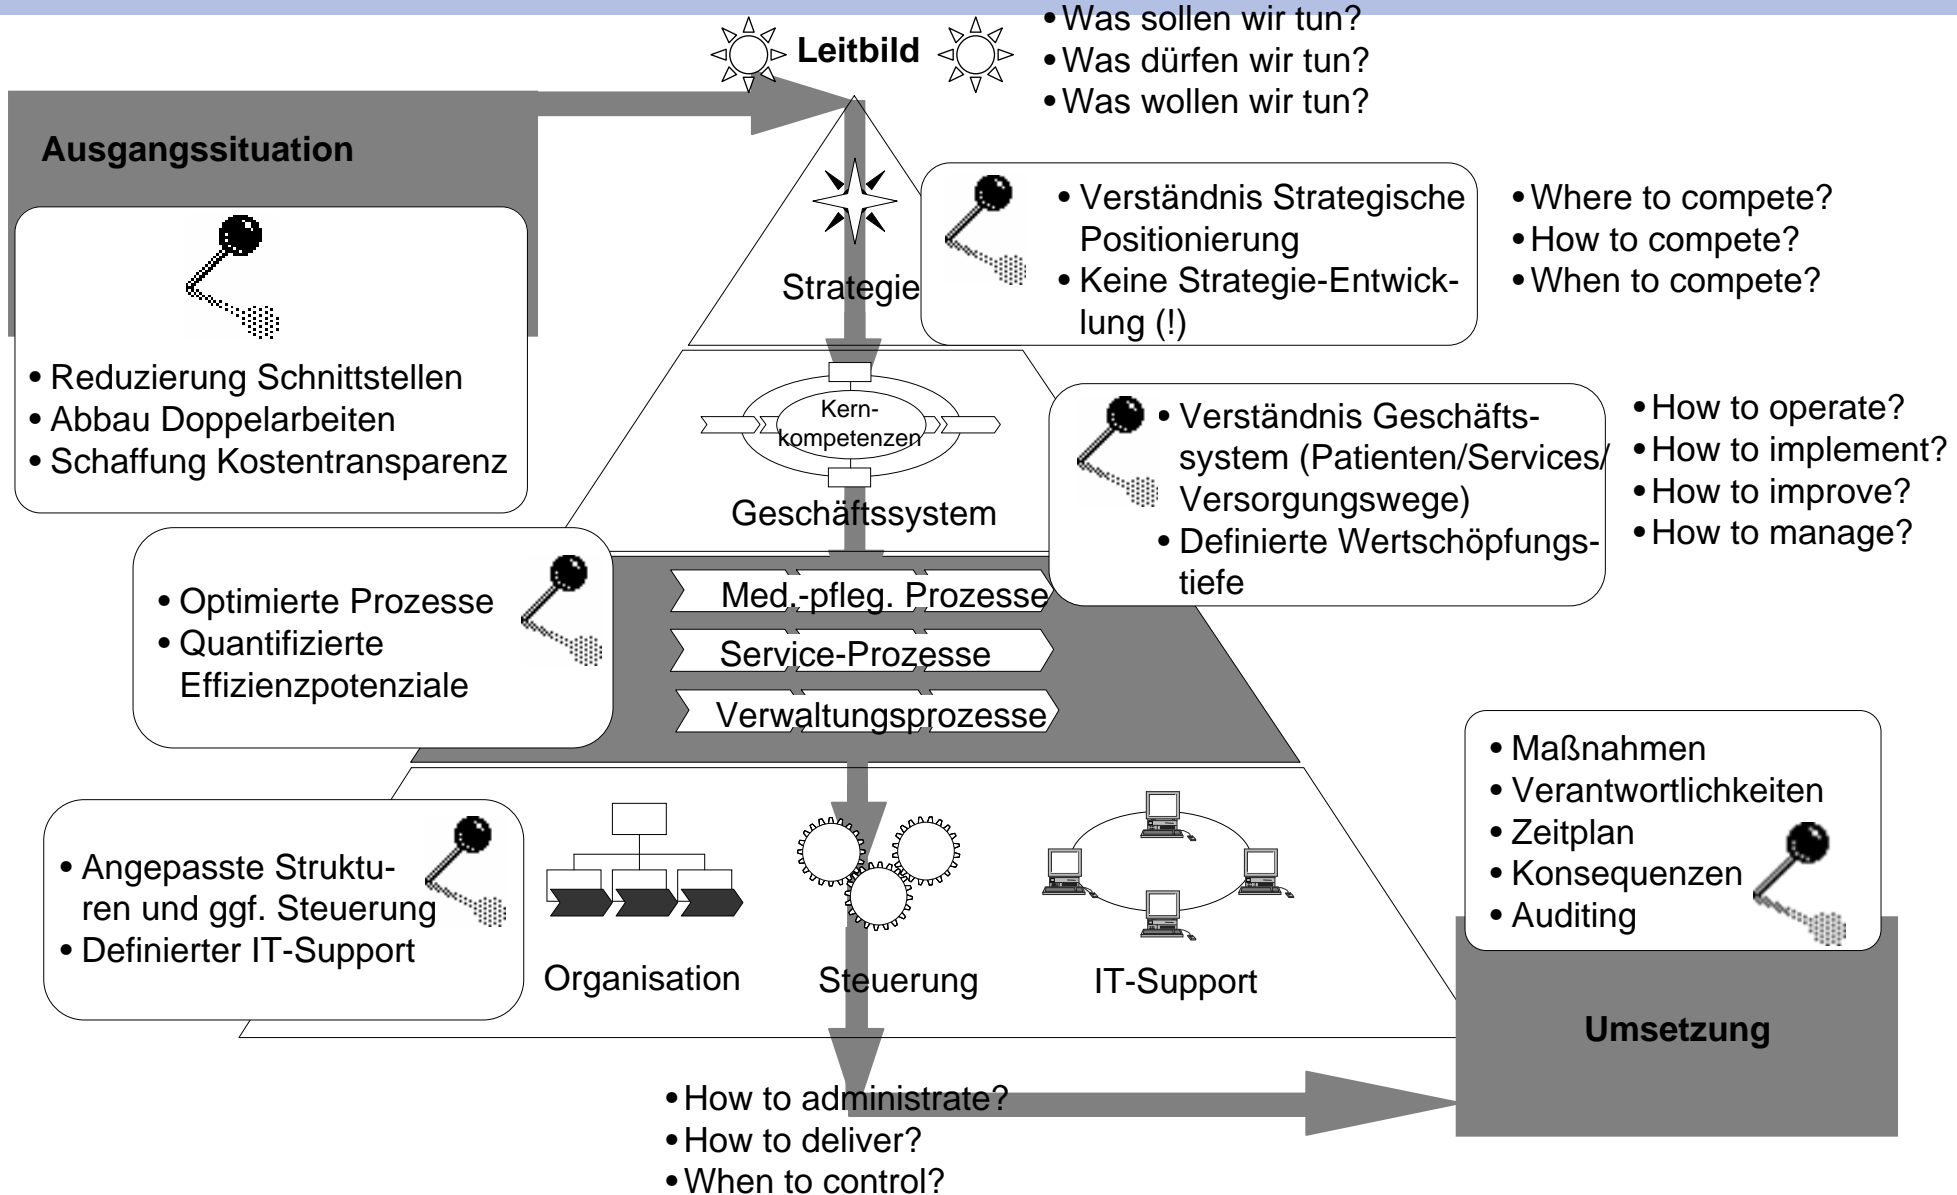 Leitbild
• Was sollen wir tun?
• Was dürfen wir tun?
• Was wollen wir tun?
Ausgangssituation
• Reduzierung Schnittstellen
• Abbau Doppelarbeiten
• Schaffung Kostentransparenz
Strategie
• Verständnis Strategische
Positionierung
• Keine Strategie-Entwick-
lung (!)
• Where to compete?
• How to compete?
• When to compete?
Kern-
kompetenzen
Geschäftssystem
• Verständnis Geschäfts-
system (Patienten/Services/
Versorgungswege)
• Definierte Wertschöpfungs-
tiefe
• How to operate?
• How to implement?
• How to improve?
• How to manage?
• Optimierte Prozesse
• Quantifizierte
Effizienzpotenziale
Med.-pfleg. Prozesse
Service-Prozesse
Verwaltungsprozesse
• Angepasste Struktu-
ren und ggf. Steuerung
• Definierter IT-Support
Organisation
Steuerung
IT-Support
• Maßnahmen
• Verantwortlichkeiten
• Zeitplan
• Konsequenzen
• Auditing
Umsetzung
• How to administrate?
• How to deliver?
• When to control?